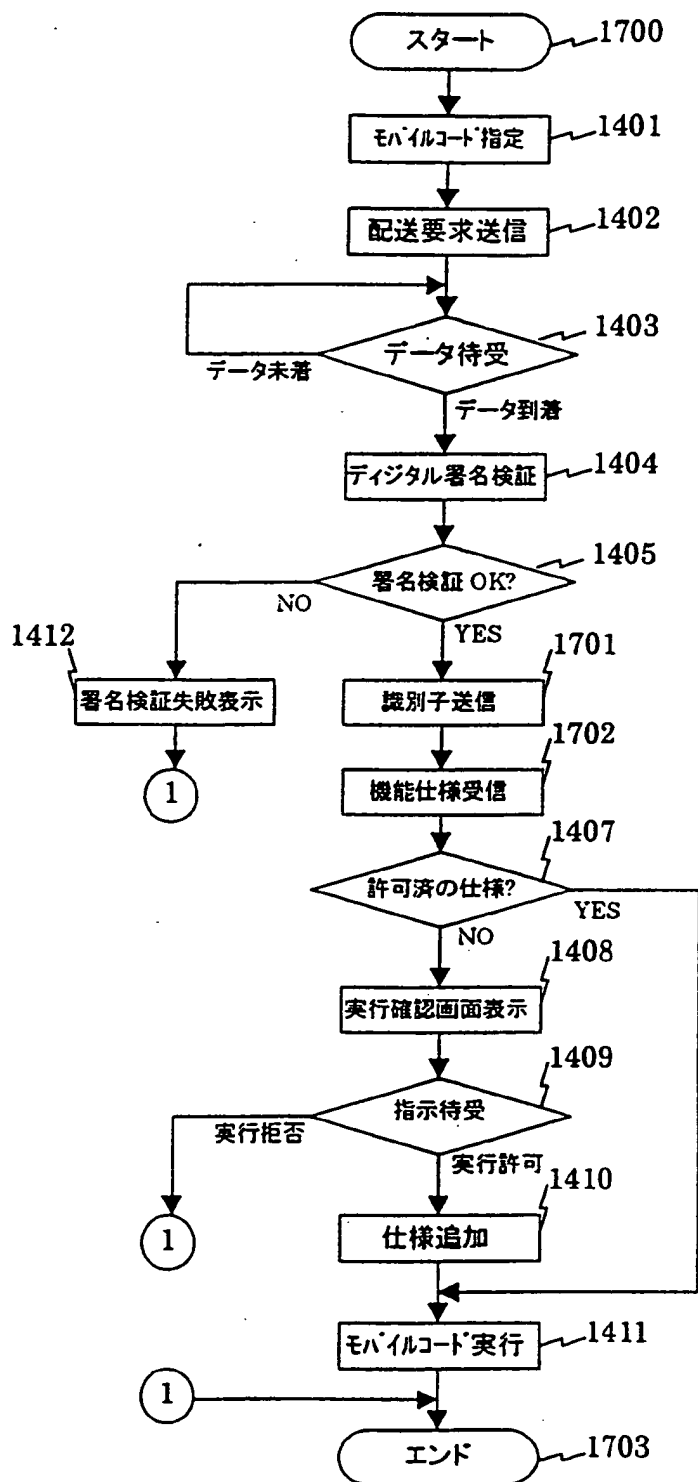 スタート
1700
モバイルコード指定
1401
配送要求送信
1402
データ待受
1403
データ未着
データ到着
ディジタル署名検証
1404
署名検証 OK?
1405
NO
YES
1412
署名検証失敗表示
1
識別子送信
1701
機能仕様受信
1702
許可済の仕様?
1407
YES
NO
実行確認画面表示
1408
指示待受
1409
実行拒否
実行許可
1
仕様追加
1410
モバイルコード実行
1411
1
エンド
1703